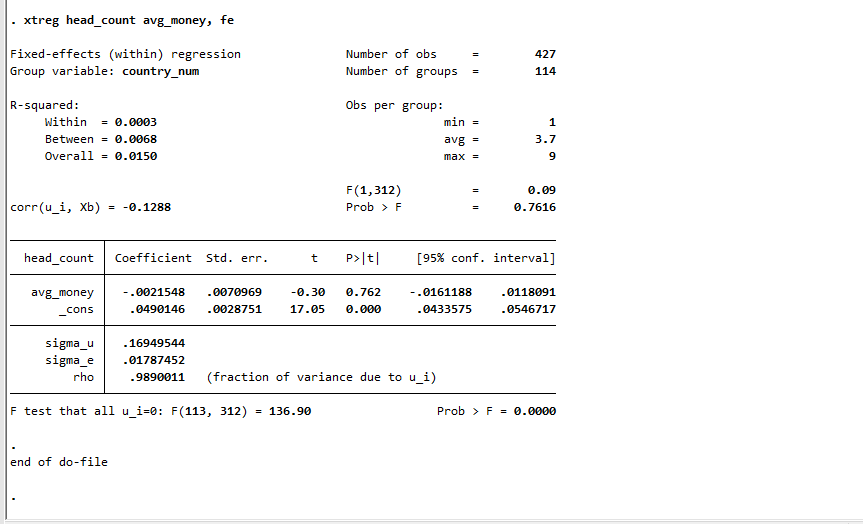 . xtreg head_count avg_money, fe
Fixed-effects (within) regression Number of obs = 427
Group variable: country_num Number of groups = 114
R-squared: Obs per group:
Within = 0.0003 min = 1
Between = 0.0068 avg = 3.7
Overall = 0.0150 max = 9
F(1,312) = 0.09
corr(u_i, Xb) = -0.1288 Prob > F = 0.7616
head_count Coefficient Std. err. t P>|t| [95% conf. interval]
avg_money -.0021548 .0070969 -0.30 0.762 -.0161188 .0118091
_cons .0490146 .0028751 17.05 0.000 .0433575 .0546717
sigma_u .16949544
sigma_e .01787452
rho .9890011 (fraction of variance due to u_i)
F test that all u_i=0: F(113, 312) = 136.90 Prob > F = 0.0000
.
end of do-file
.